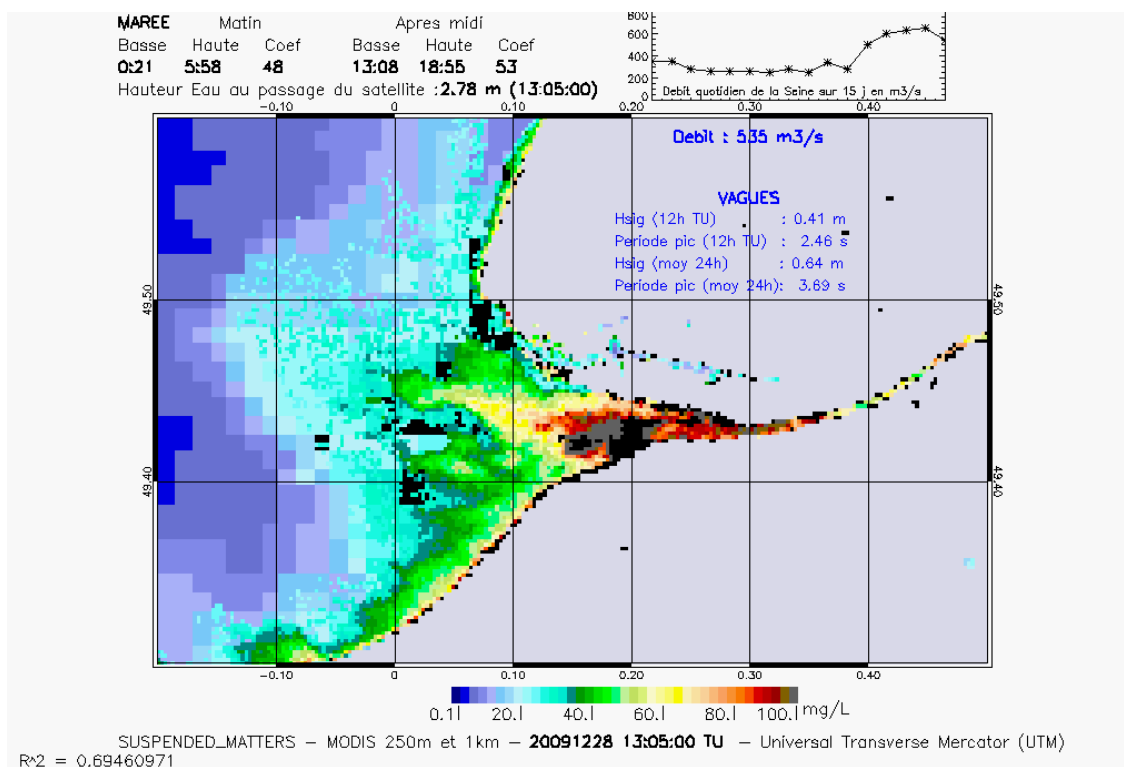 MAREE Matin Apres midi
Basse Haute Coef Basse Haute Coef
0:21 5:58 48 13:08 18:55 53
Hauteur Eau au passage du satellite :2.78 m (13:05:00)
800
600
400
200
0
Debit quotidien de la Seine sur 15 j en m3/s
-0.10 0 0.10 0.20 0.30 0.40
Debit : 535 m3/s
VAGUES
Hsig (12h TU) : 0.41 m
Periode pic (12h TU) : 2.46 s
Hsig (moy 24h) : 0.64 m
Periode pic (moy 24h): 3.69 s
49.50 49.50
49.40 49.40
-0.10 0 0.10 0.20 0.30 0.40
0.1| 20.| 40.| 60.| 80.| 100.| mg/L
SUSPENDED_MATTERS - MODIS 250m et 1km - 20091228 13:05:00 TU - Universal Transverse Mercator (UTM)
R^2 = 0.69460971